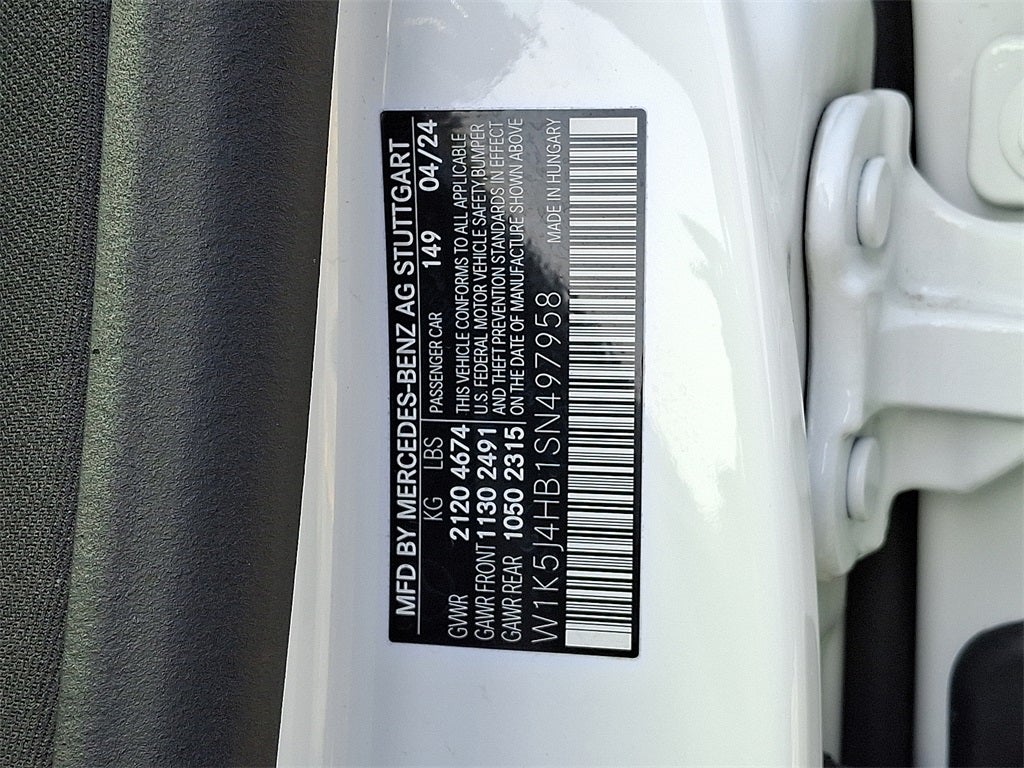 MFD BY MERCEDES-BENZ AG STUTTGART
KG LBS PASSENGER CAR 149 04/24
GVWR 2120 4674 THIS VEHICLE CONFORMS TO ALL APPLICABLE
GAWR FRONT 1130 2491 U.S. FEDERAL MOTOR VEHICLE SAFETY,BUMPER
GAWR REAR 1050 2315 AND THEFT PREVENTION STANDARDS IN EFFECT
ON THE DATE OF MANUFACTURE SHOWN ABOVE
W1K5J4HB1SN497958 MADE IN HUNGARY